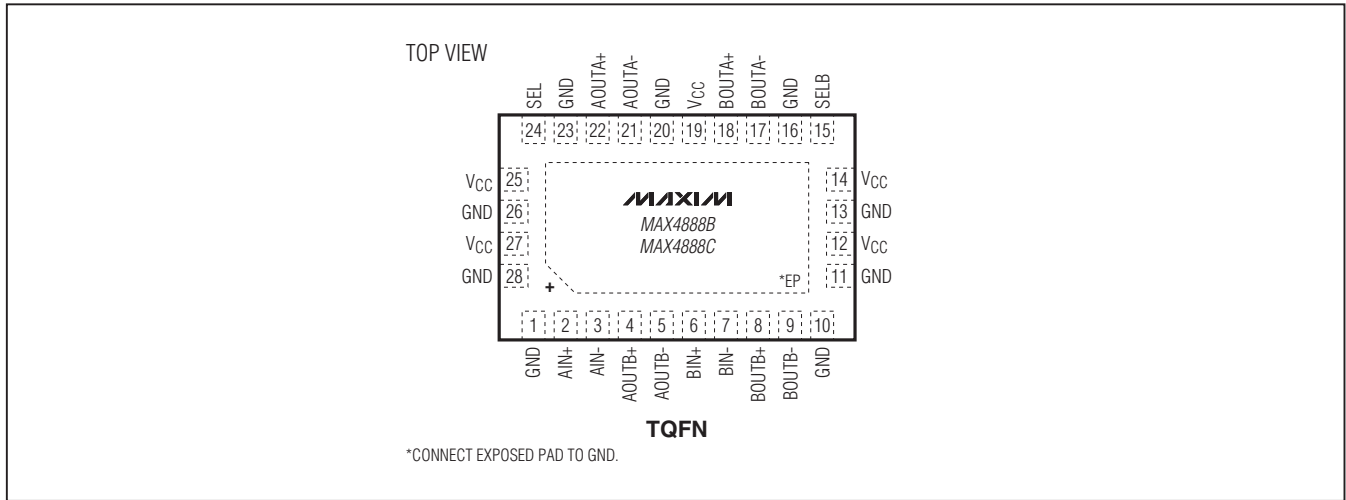 TOP VIEW
SEL GND AOUTA+ AOUTA- GND VCC BOUTA+ BOUTA- GND SELB
24 23 22 21 20 19 18 17 16 15
VCC 25 14 VCC
GND 26 13 GND
VCC 27 12 VCC
GND 28 11 GND
MAXIM
MAX4888B
MAX4888C
*EP
+
1 2 3 4 5 6 7 8 9 10
GND AIN+ AIN- AOUTB+ AOUTB- BIN+ BIN- BOUTB+ BOUTB- GND
TQFN
*CONNECT EXPOSED PAD TO GND.